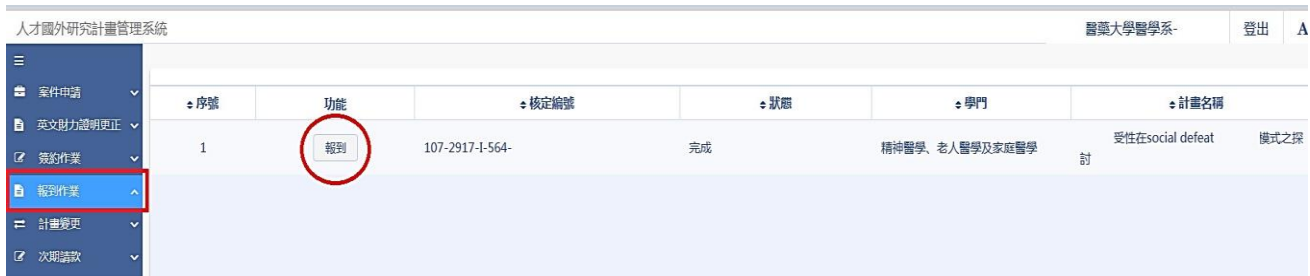 人才國外研究計畫管理系統 醫藥大學醫學系- 登出 A
案件申請
英文財力證明更正
簽約作業
報到作業
計畫變更
次期請款
序號 功能 核定編號 狀態 學門 計畫名稱
1 報到 107-2917-I-564- 完成 精神醫學、老人醫學及家庭醫學 受性在social defeat 模式之探
討